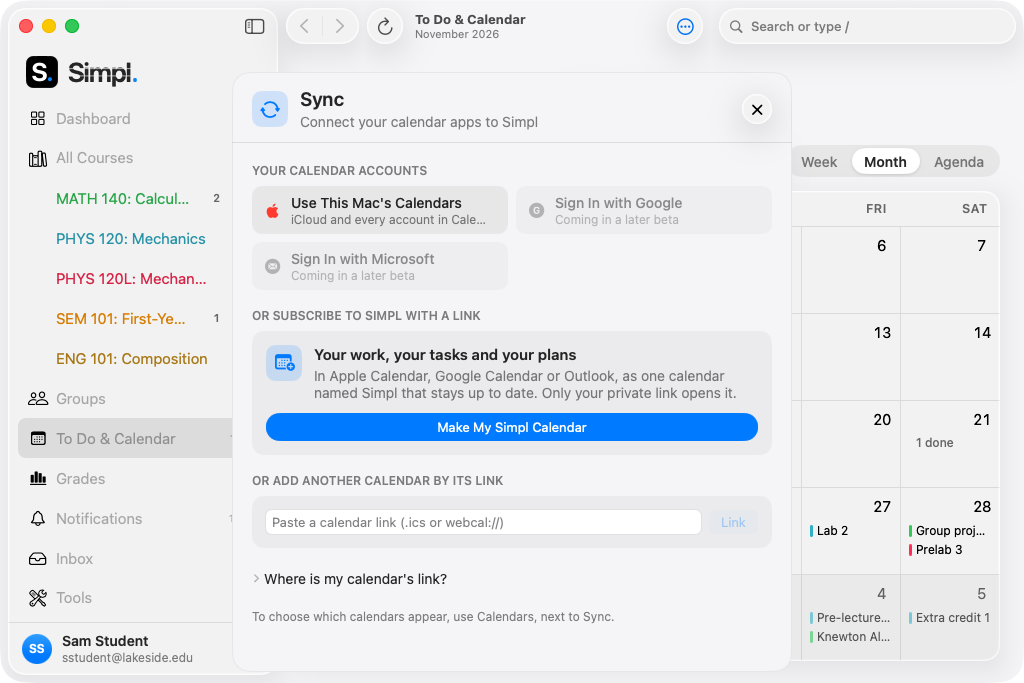 To Do & Calendar
November 2026
Search or type /
S.
Simpl.
Dashboard
All Courses
MATH 140: Calcul... 2
PHYS 120: Mechanics
PHYS 120L: Mechan...
SEM 101: First-Ye... 1
ENG 101: Composition
Groups
To Do & Calendar
Grades
Notifications
Inbox
Tools
SS
Sam Student
sstudent@lakeside.edu
Sync
Connect your calendar apps to Simpl
YOUR CALENDAR ACCOUNTS
Use This Mac's Calendars
iCloud and every account in Cale...
G
Sign In with Google
Coming in a later beta
Sign In with Microsoft
Coming in a later beta
OR SUBSCRIBE TO SIMPL WITH A LINK
Your work, your tasks and your plans
In Apple Calendar, Google Calendar or Outlook, as one calendar
named Simpl that stays up to date. Only your private link opens it.
Make My Simpl Calendar
OR ADD ANOTHER CALENDAR BY ITS LINK
Paste a calendar link (.ics or webcal://)
Link
Where is my calendar's link?
To choose which calendars appear, use Calendars, next to Sync.
Week Month Agenda
FRI SAT
6 7
13 14
20 21
1 done
27 28
Lab 2
Group proj...
Prelab 3
4 5
Pre-lecture...
Extra credit 1
Knewton Al...